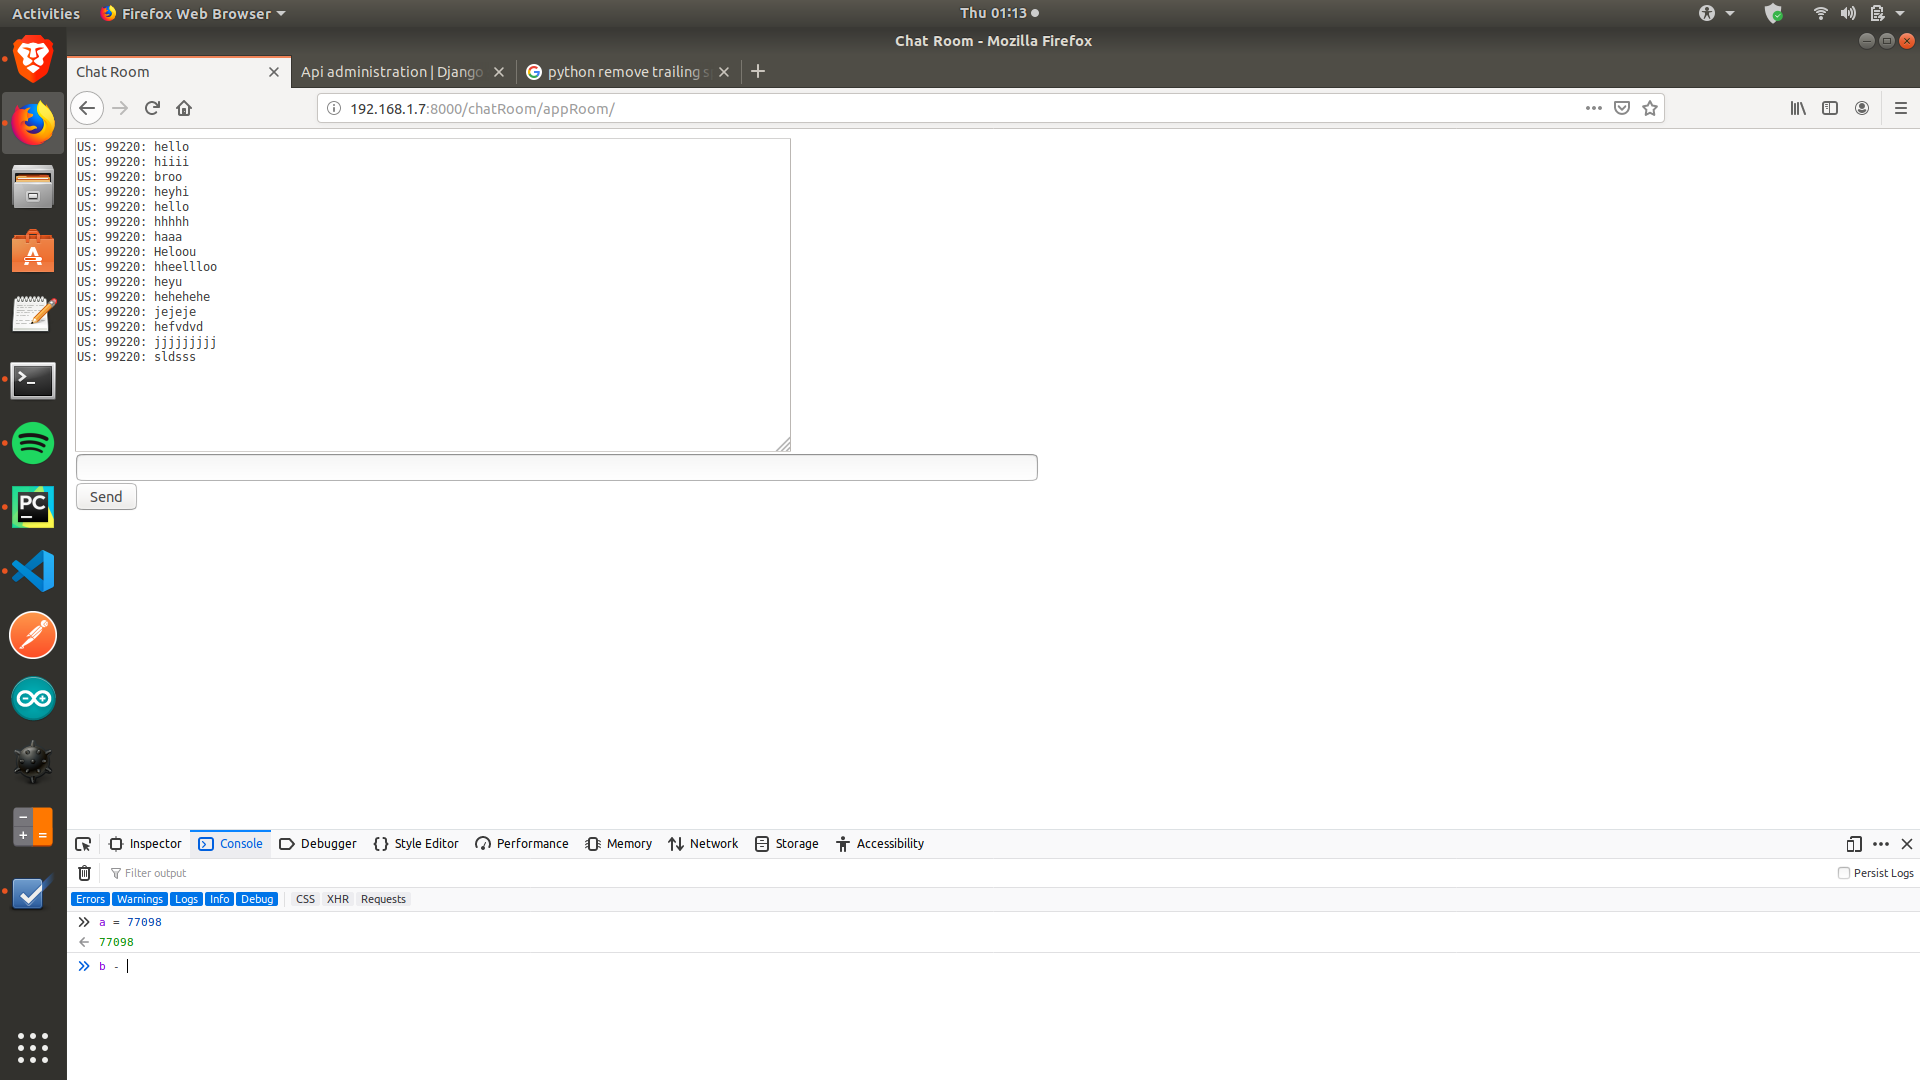 Activities
Firefox Web Browser
Thu 01:13
Chat Room - Mozilla Firefox
Chat Room
Api administration | Django
python remove trailing s
192.168.1.7:8000/chatRoom/appRoom/
US: 99220: hello
US: 99220: hiiii
US: 99220: broo
US: 99220: heyhi
US: 99220: hello
US: 99220: hhhhh
US: 99220: haaa
US: 99220: Heloou
US: 99220: hheellloo
US: 99220: heyu
US: 99220: hehehehe
US: 99220: jejeje
US: 99220: hefvdvd
US: 99220: jjjjjjjjj
US: 99220: sldsss
Send
PC
Inspector
Console
Debugger
Style Editor
Performance
Memory
Network
Storage
Accessibility
Filter output
Persist Logs
Errors
Warnings
Logs
Info
Debug
CSS
XHR
Requests
a = 77098
77098
b -